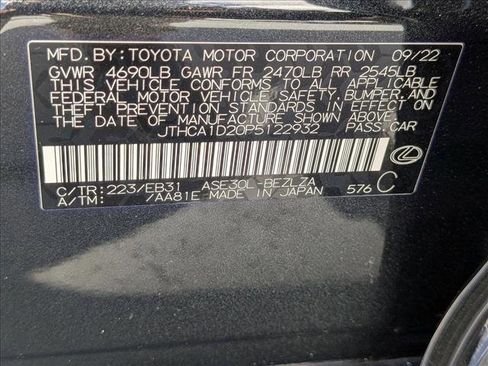 MFD.BY:TOYOTA MOTOR CORPORATION 09/22
GVWR 4690LB GAWR FR 2470LB RR 2545LB
THIS VEHICLE CONFORMS TO ALL APPLICABLE
FEDERAL MOTOR VEHICLE SAFETY, BUMPER, AND
THEFT PREVENTION STANDARDS IN EFFECT ON
THE DATE OF MANUFACTURE SHOWN ABOVE.
JTHCA1D20P5122932 PASS.CAR
C/TR:223/EB31 ASE30L-BEZLZA
A/TM: /AA81E MADE IN JAPAN 576 C